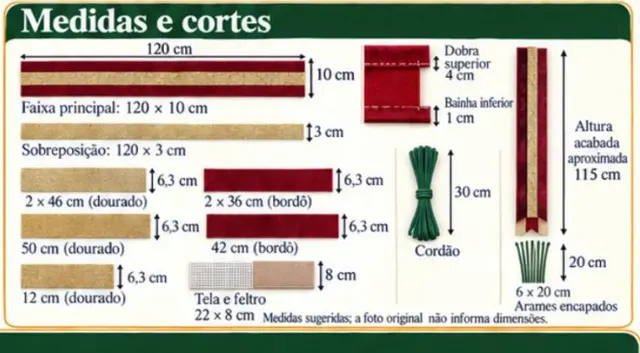 Medidas e cortes
120 cm
10 cm
Faixa principal: 120 × 10 cm
3 cm
Sobreposição: 120 × 3 cm
6,3 cm
2 × 46 cm (dourado)
6,3 cm
2 × 36 cm (bordô)
6,3 cm
50 cm (dourado)
6,3 cm
42 cm (bordô)
6,3 cm
12 cm (dourado)
8 cm
Tela e feltro
22 × 8 cm
Dobra
superior
4 cm
Bainha inferior
1 cm
30 cm
Cordão
Altura
acabada
aproximada
115 cm
20 cm
6 × 20 cm
Arames encapados
Medidas sugeridas; a foto original não informa dimensões.